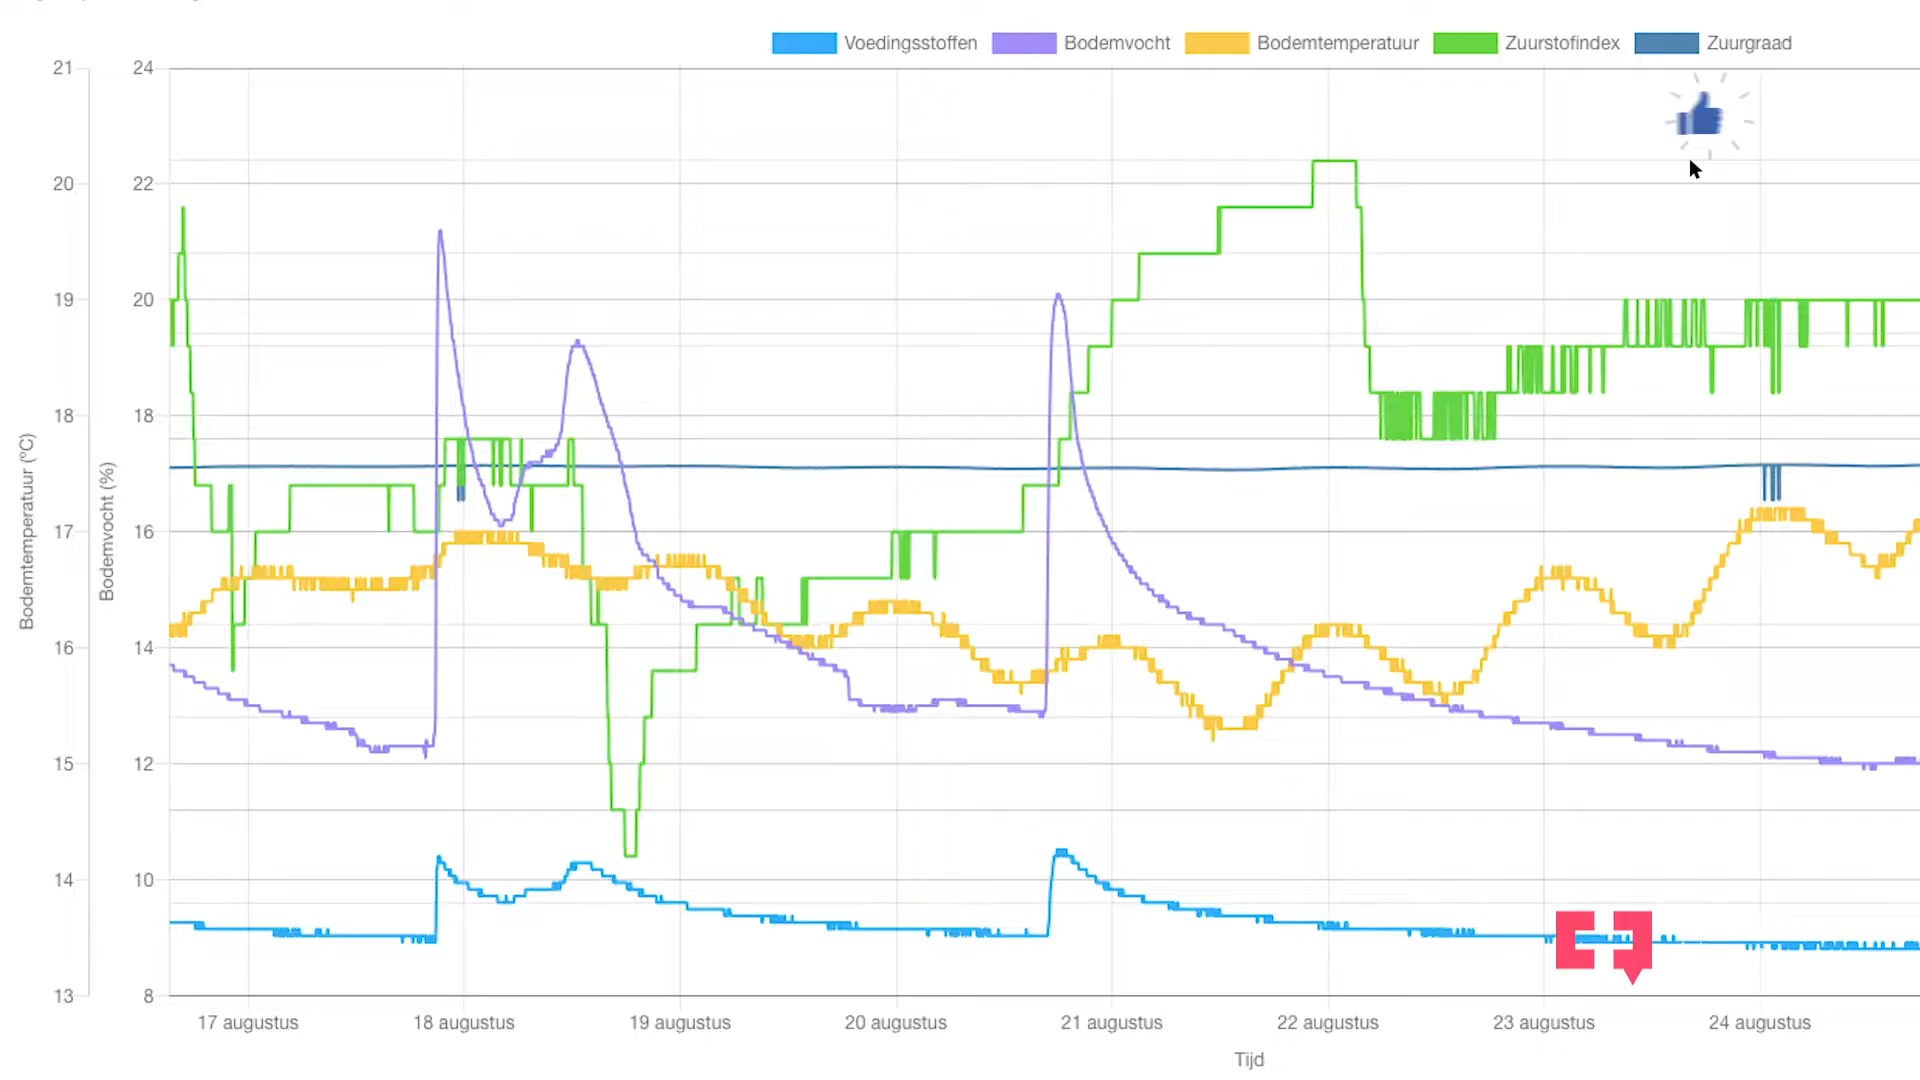 Voedingsstoffen Bodemvocht Bodemtemperatuur Zuurstofindex Zuurgraad
21 24
20 22
19 20
18 18
17 16
16 14
15 12
14 10
13 8
Bodemtemperatuur (°C)
Bodemvocht (%)
17 augustus 18 augustus 19 augustus 20 augustus 21 augustus 22 augustus 23 augustus 24 augustus
Tijd